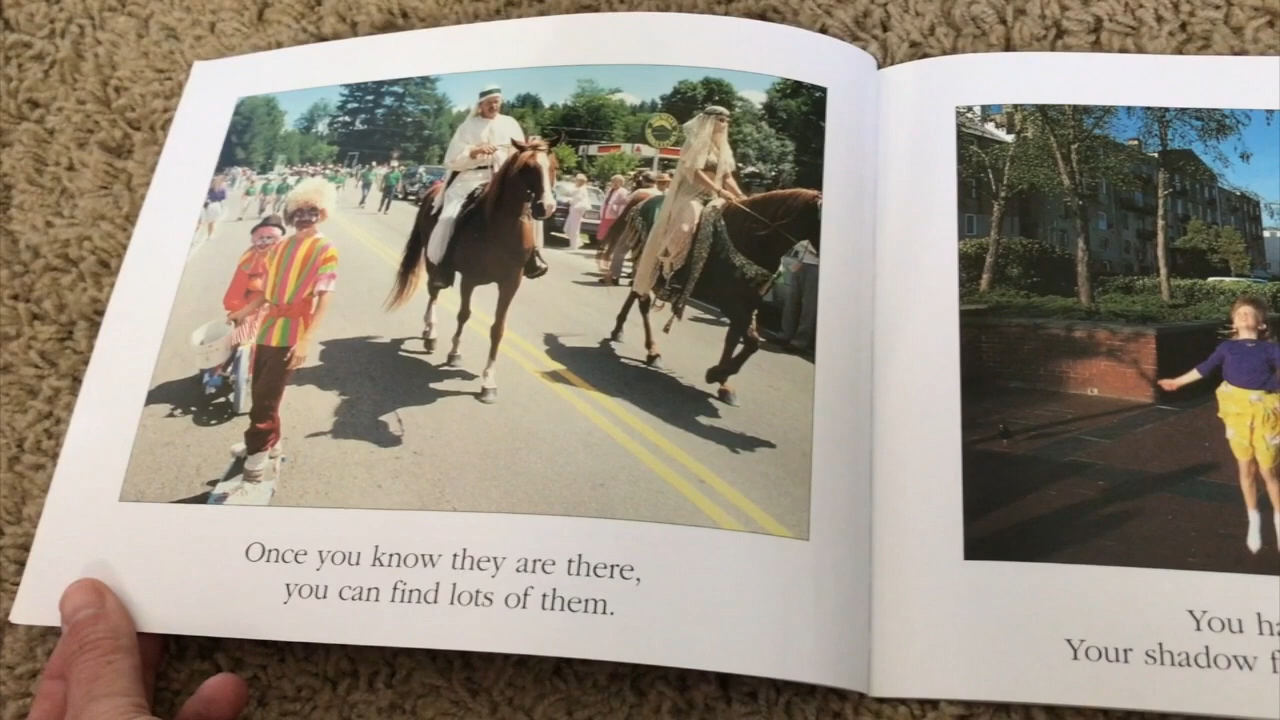 Once you know they are there,
you can find lots of them.
You
Your shadow